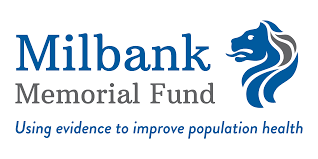 Milbank
Memorial Fund
Using evidence to improve population health